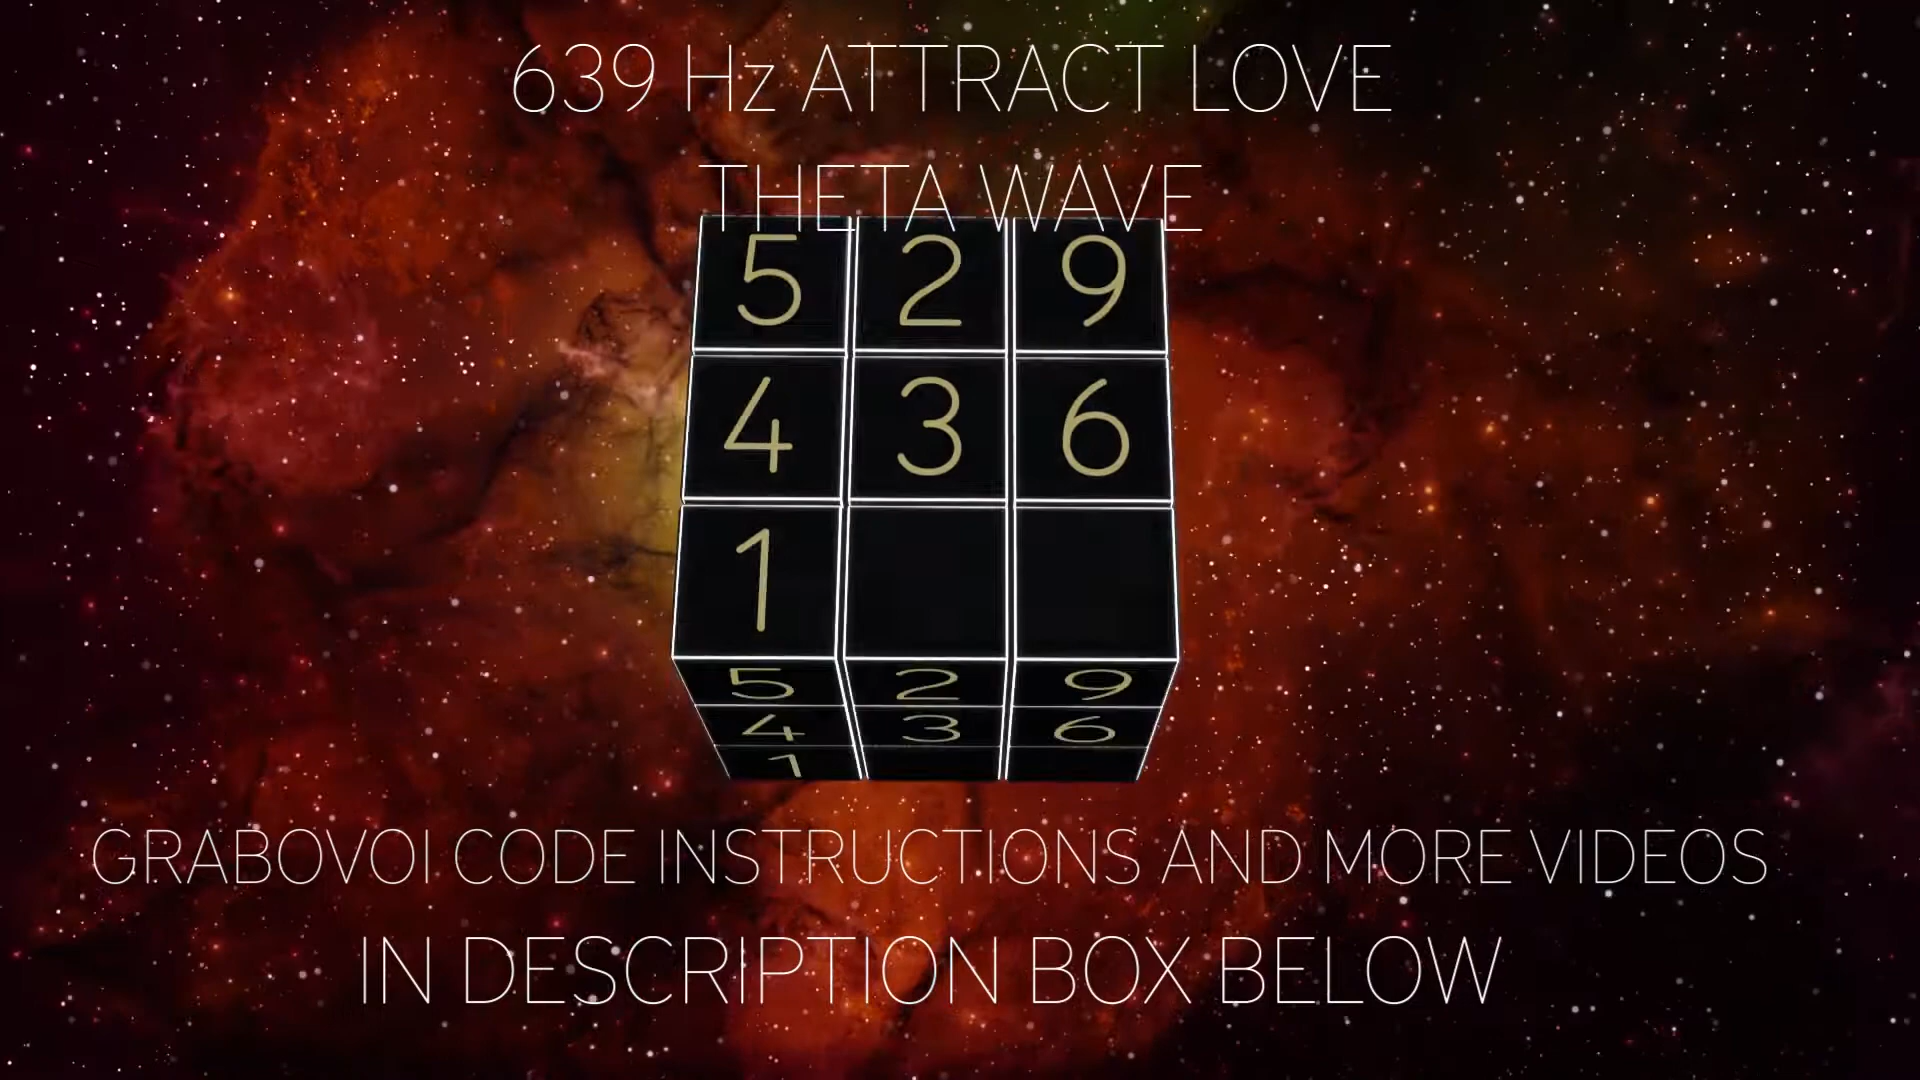 639 Hz ATTRACT LOVE
THETA WAVE
5 2 9
4 3 6
1
5 2 9
4 3 6
1
GRABOVOI CODE INSTRUCTIONS AND MORE VIDEOS
IN DESCRIPTION BOX BELOW